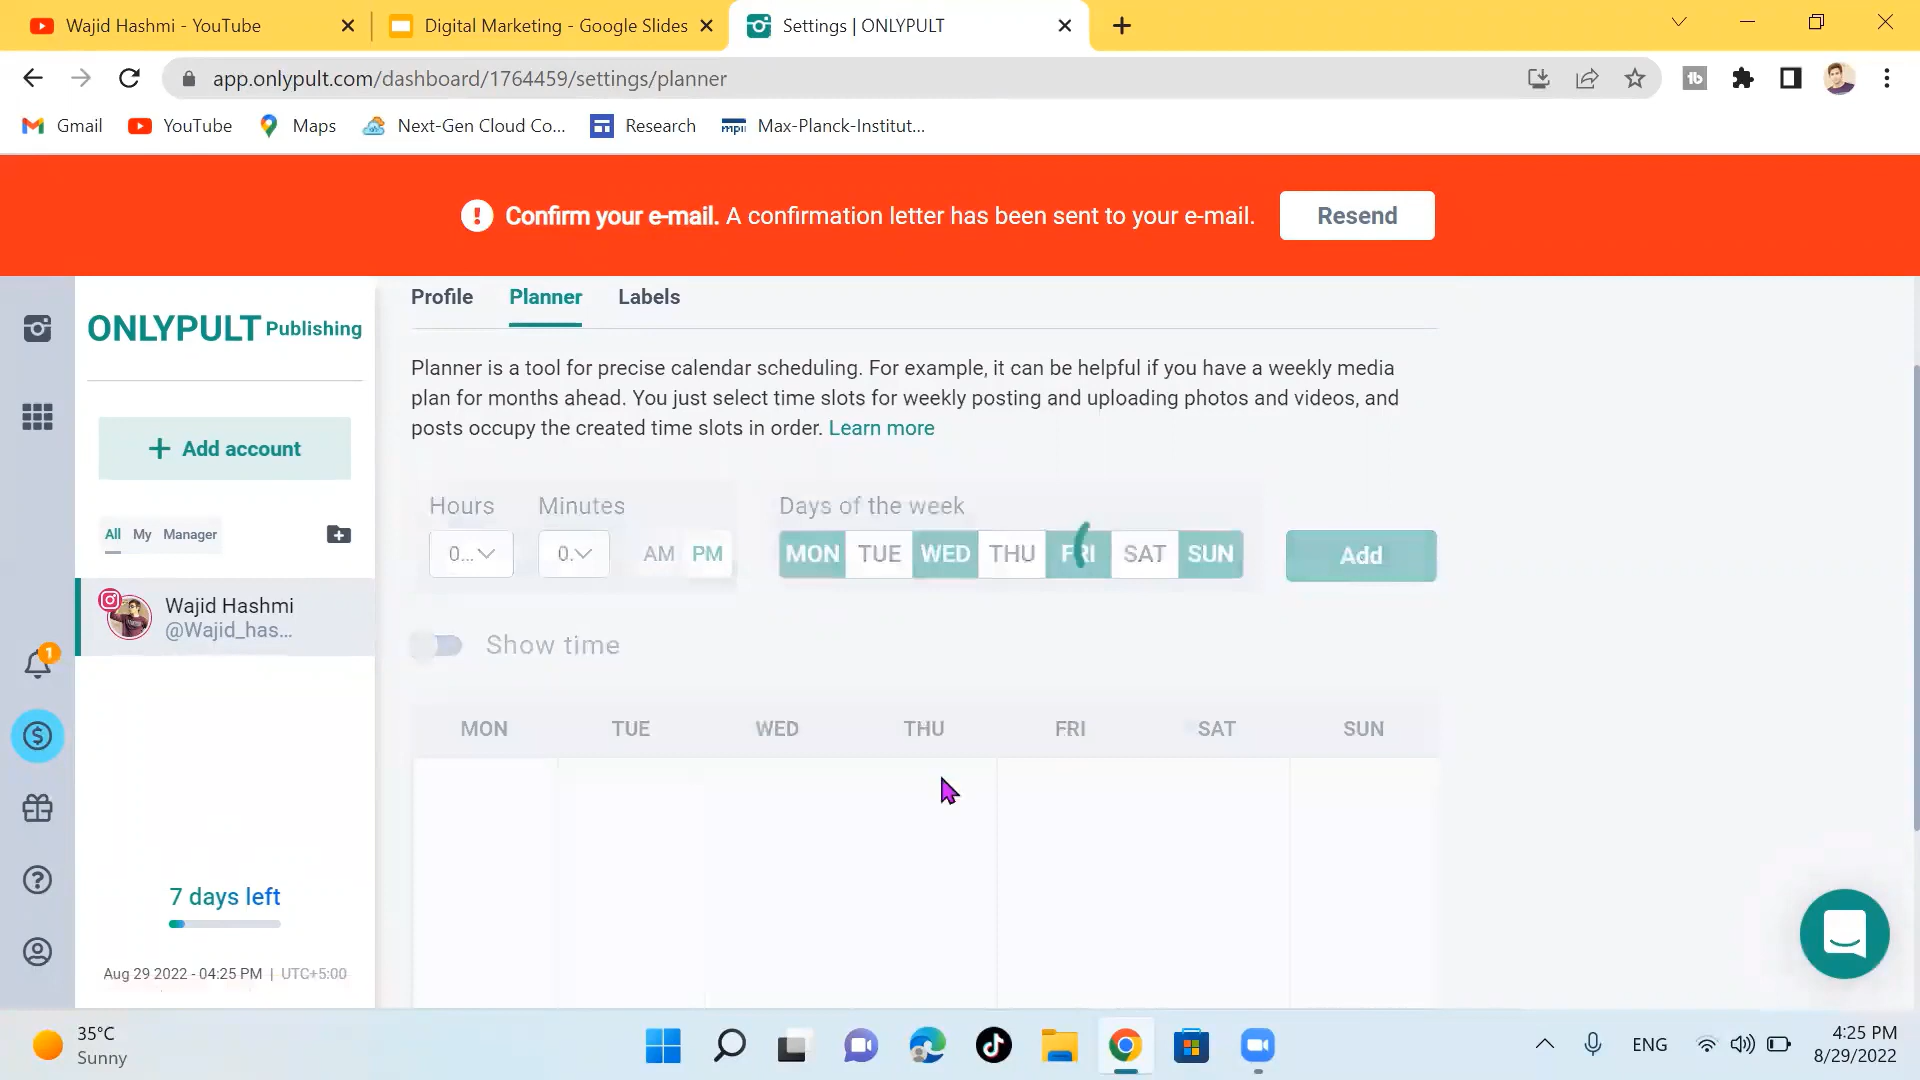 Wajid Hashmi - YouTube
Digital Marketing - Google Slides
Settings | ONLYPULT
app.onlypult.com/dashboard/1764459/settings/planner
Gmail
YouTube
Maps
Next-Gen Cloud Co...
Research
Max-Planck-Institut...
Confirm your e-mail. A confirmation letter has been sent to your e-mail.
Resend
ONLYPULT Publishing
Add account
All My Manager
Wajid Hashmi
@Wajid_has...
1
7 days left
Aug 29 2022 - 04:25 PM | UTC+5:00
Profile Planner Labels
Planner is a tool for precise calendar scheduling. For example, it can be helpful if you have a weekly media
plan for months ahead. You just select time slots for weekly posting and uploading photos and videos, and
posts occupy the created time slots in order. Learn more
Hours Minutes Days of the week
0... 0. AM PM MON TUE WED THU FRI SAT SUN Add
Show time
MON TUE WED THU FRI SAT SUN
35°C
Sunny
ENG
4:25 PM
8/29/2022